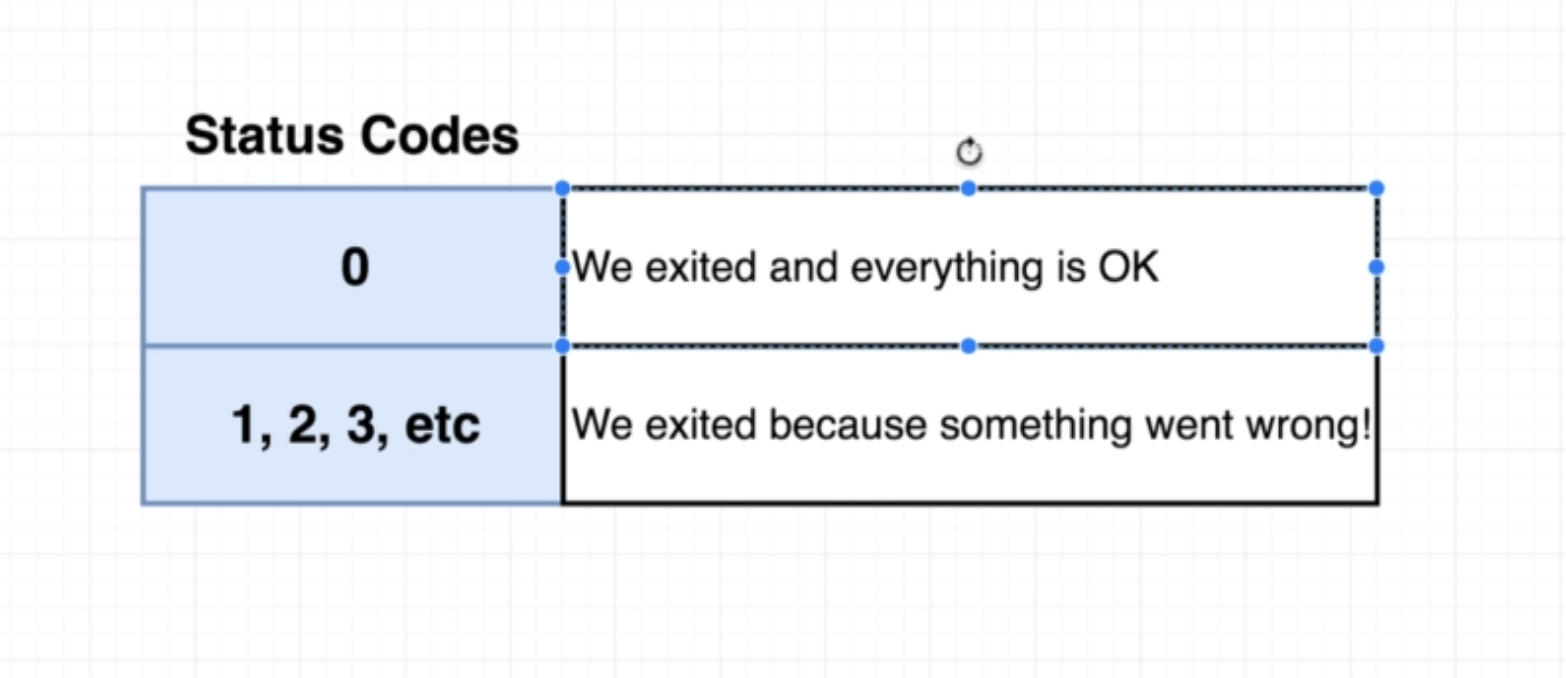 Status Codes
0
We exited and everything is OK
1, 2, 3, etc
We exited because something went wrong!